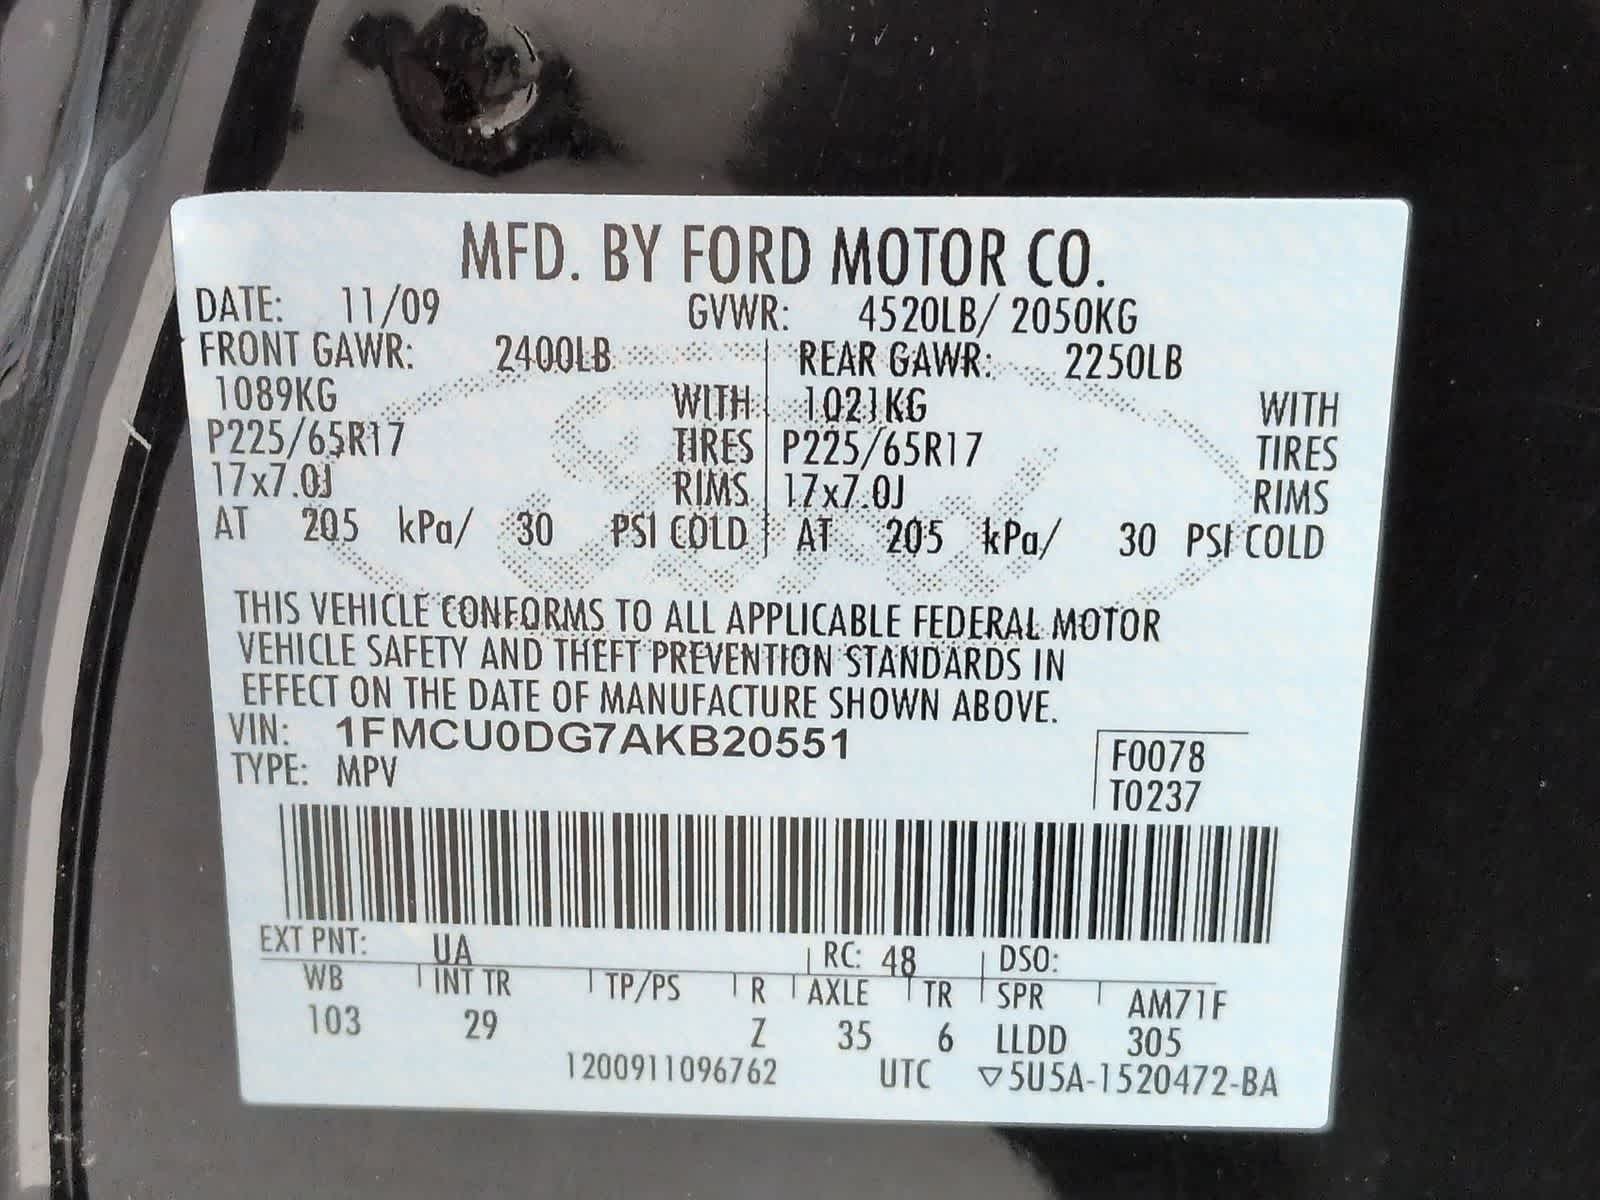 MFD. BY FORD MOTOR CO.
DATE: 11/09 GVWR: 4520LB/ 2050KG
FRONT GAWR: 2400LB REAR GAWR: 2250LB
1089KG WITH 1021KG WITH
P225/65R17 TIRES P225/65R17 TIRES
17x7.0J RIMS 17x7.0J RIMS
AT 205 kPa/ 30 PSI COLD AT 205 kPa/ 30 PSI COLD
THIS VEHICLE CONFORMS TO ALL APPLICABLE FEDERAL MOTOR
VEHICLE SAFETY AND THEFT PREVENTION STANDARDS IN
EFFECT ON THE DATE OF MANUFACTURE SHOWN ABOVE.
VIN: 1FMCU0DG7AKB20551
TYPE: MPV
F0078
T0237
EXT PNT: UA RC: 48 DSO:
WB INT TR TP/PS R AXLE TR SPR AM71F
103 29 Z 35 6 LLDD 305
1200911096762 UTC ▽5U5A-1520472-BA